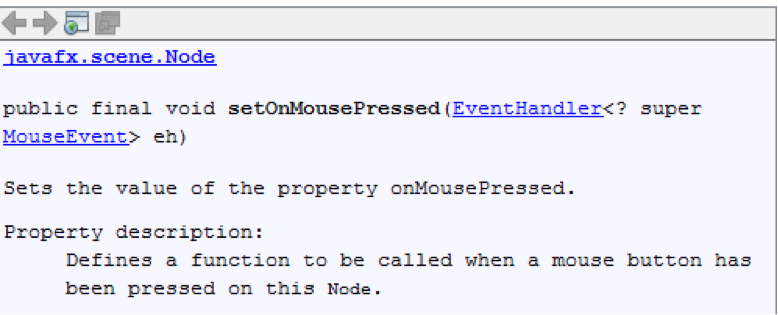 javafx.scene.Node
public final void setOnMousePressed(EventHandler<? super
MouseEvent> eh)
Sets the value of the property onMousePressed.
Property description:
Defines a function to be called when a mouse button has
been pressed on this Node.